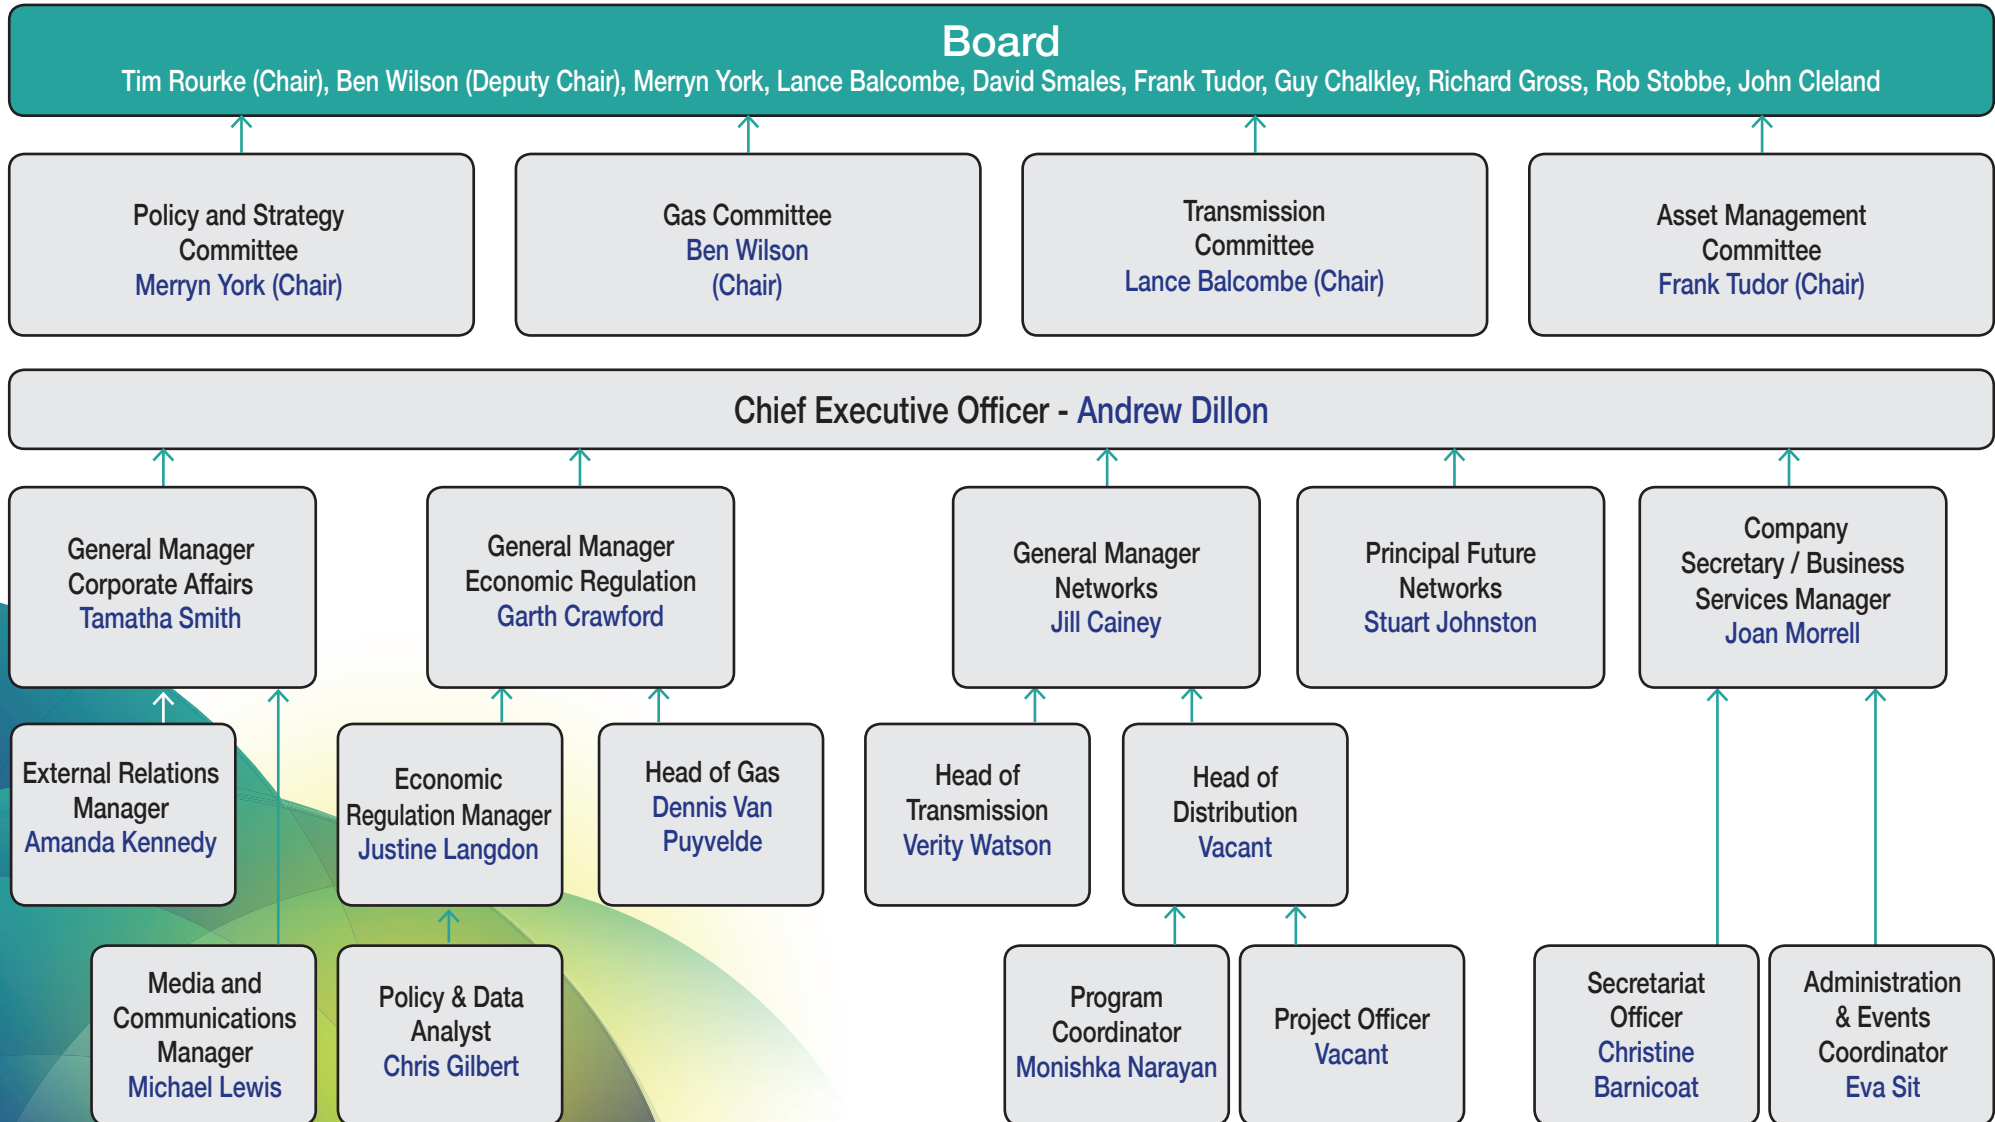 Board
Tim Rourke (Chair), Ben Wilson (Deputy Chair), Merryn York, Lance Balcombe, David Smales, Frank Tudor, Guy Chalkley, Richard Gross, Rob Stobbe, John Cleland
Policy and Strategy
Committee
Merryn York (Chair)
Gas Committee
Ben Wilson
(Chair)
Transmission
Committee
Lance Balcombe (Chair)
Asset Management
Committee
Frank Tudor (Chair)
Chief Executive Officer - Andrew Dillon
General Manager
Corporate Affairs
Tamatha Smith
General Manager
Economic Regulation
Garth Crawford
General Manager
Networks
Jill Cainey
Principal Future
Networks
Stuart Johnston
Company
Secretary / Business
Services Manager
Joan Morrell
External Relations
Manager
Amanda Kennedy
Economic
Regulation Manager
Justine Langdon
Head of Gas
Dennis Van
Puyvelde
Head of
Transmission
Verity Watson
Head of
Distribution
Vacant
Media and
Communications
Manager
Michael Lewis
Policy & Data
Analyst
Chris Gilbert
Program
Coordinator
Monishka Narayan
Project Officer
Vacant
Secretariat
Officer
Christine
Barnicoat
Administration
& Events
Coordinator
Eva Sit